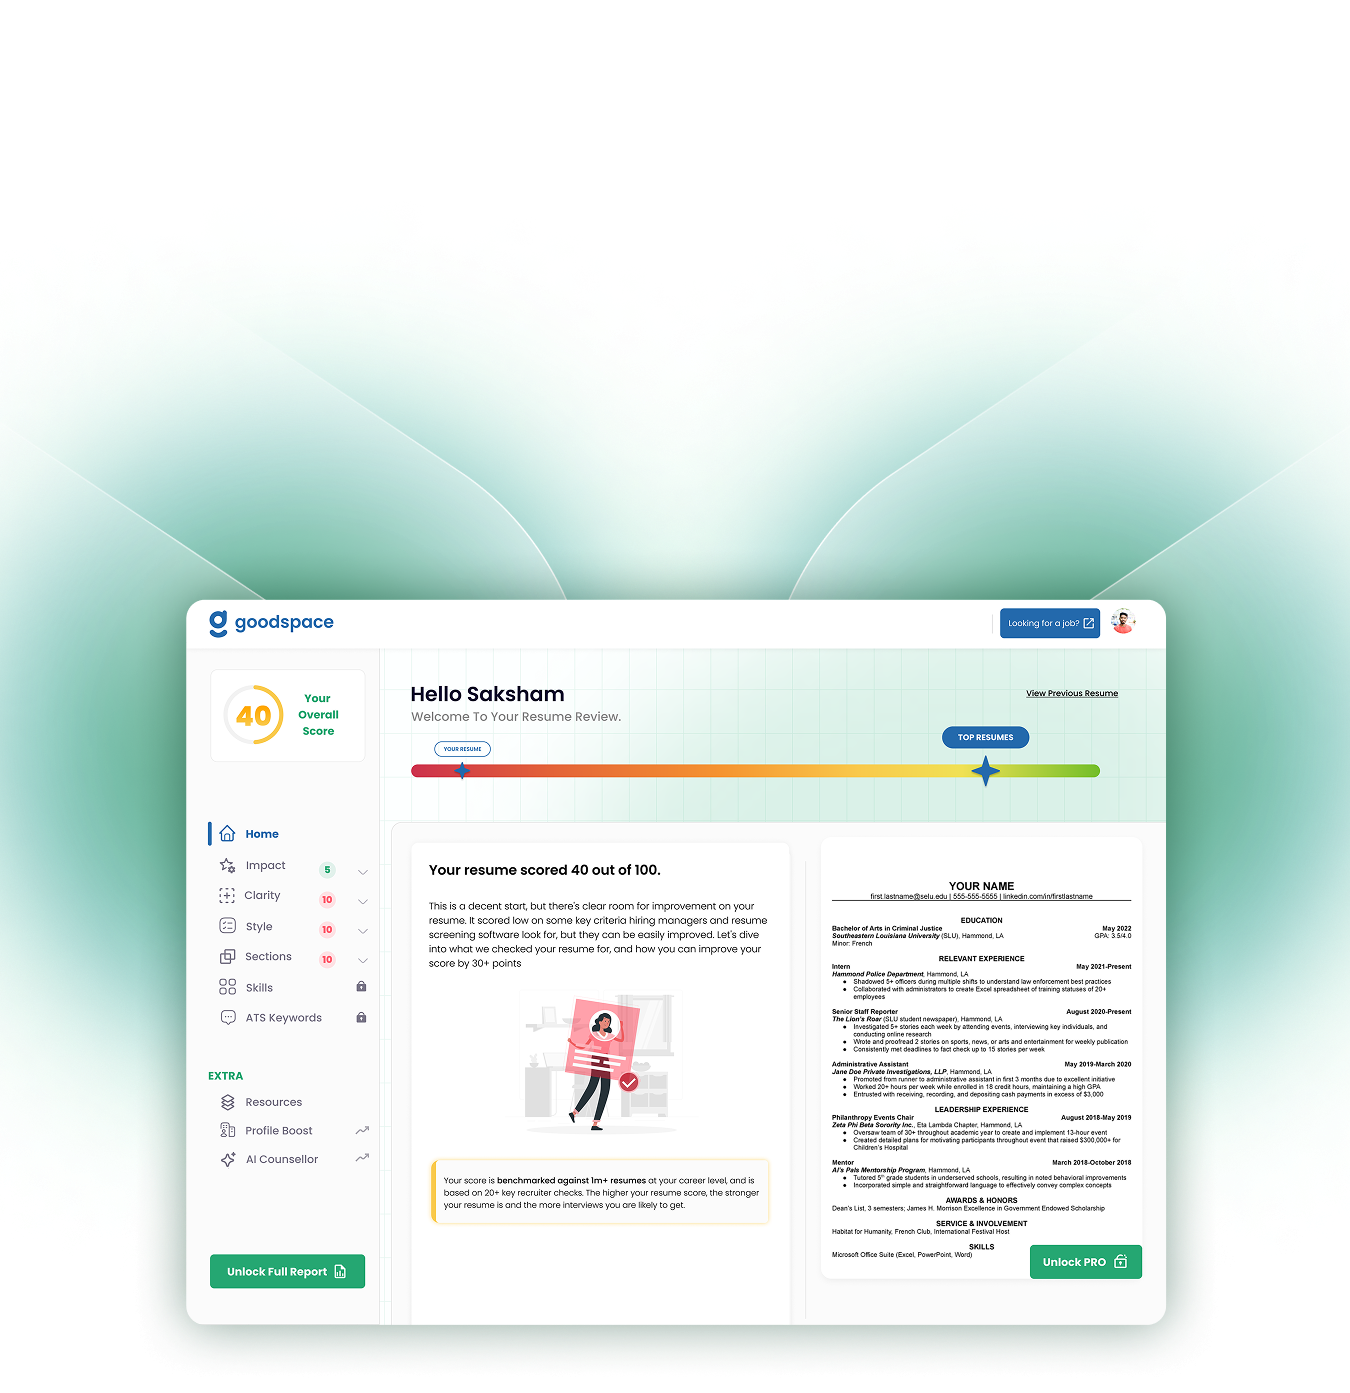 goodspace
Looking for a job?
40
Your
Overall
Score
Home
Impact 5
Clarity 10
Style 10
Sections 10
Skills
ATS Keywords
EXTRA
Resources
Profile Boost
AI Counsellor
Unlock Full Report
Hello Saksham
Welcome To Your Resume Review.
View Previous Resume
YOUR RESUME
TOP RESUMES
Your resume scored 40 out of 100.
This is a decent start, but there's clear room for improvement on your
resume. It scored low on some key criteria hiring managers and resume
screening software look for, but they can be easily improved. Let's dive
into what we checked your resume for, and how you can improve your
score by 30+ points
Your score is benchmarked against 1m+ resumes at your career level, and is
based on 20+ key recruiter checks. The higher your resume score, the stronger
your resume is and the more interviews you are likely to get.
YOUR NAME
first.lastname@selu.edu | 555-555-5555 | linkedin.com/in/firstlastname
EDUCATION
Bachelor of Arts in Criminal Justice May 2022
Southeastern Louisiana University (SLU), Hammond, LA GPA: 3.5/4.0
Minor: French
RELEVANT EXPERIENCE
Intern May 2021-Present
Hammond Police Department, Hammond, LA
● Shadowed 5+ officers during multiple shifts to understand law enforcement best practices
● Collaborated with administrators to create Excel spreadsheet of training statuses of 20+
employees
Senior Staff Reporter August 2020-Present
The Lion's Roar (SLU student newspaper), Hammond, LA
● Investigated 5+ stories each week by attending events, interviewing key individuals, and
conducting online research
● Wrote and proofread 2 stories on sports, news, or arts and entertainment for weekly publication
● Consistently met deadlines to fact check up to 15 stories per week
Administrative Assistant May 2019-March 2020
Jane Doe Private Investigations, LLP, Hammond, LA
● Promoted from runner to administrative assistant in first 3 months due to excellent initiative
● Worked 20+ hours per week while enrolled in 18 credit hours, maintaining a high GPA
● Entrusted with receiving, recording, and depositing cash payments in excess of $3,000
LEADERSHIP EXPERIENCE
Philanthropy Events Chair August 2018-May 2019
Zeta Phi Beta Sorority Inc., Eta Lambda Chapter, Hammond, LA
● Oversaw team of 30+ throughout academic year to create and implement 13-hour event
● Created detailed plans for motivating participants throughout event that raised $300,000+ for
Children's Hospital
Mentor March 2018-October 2018
Al's Pals Mentorship Program, Hammond, LA
● Tutored 5th grade students in underserved schools, resulting in noted behavioral improvements
● Incorporated simple and straightforward language to effectively convey complex concepts
AWARDS & HONORS
Dean's List, 3 semesters; James H. Morrison Excellence in Government Endowed Scholarship
SERVICE & INVOLVEMENT
Habitat for Humanity, French Club, International Festival Host
SKILLS
Microsoft Office Suite (Excel, PowerPoint, Word)
Unlock PRO